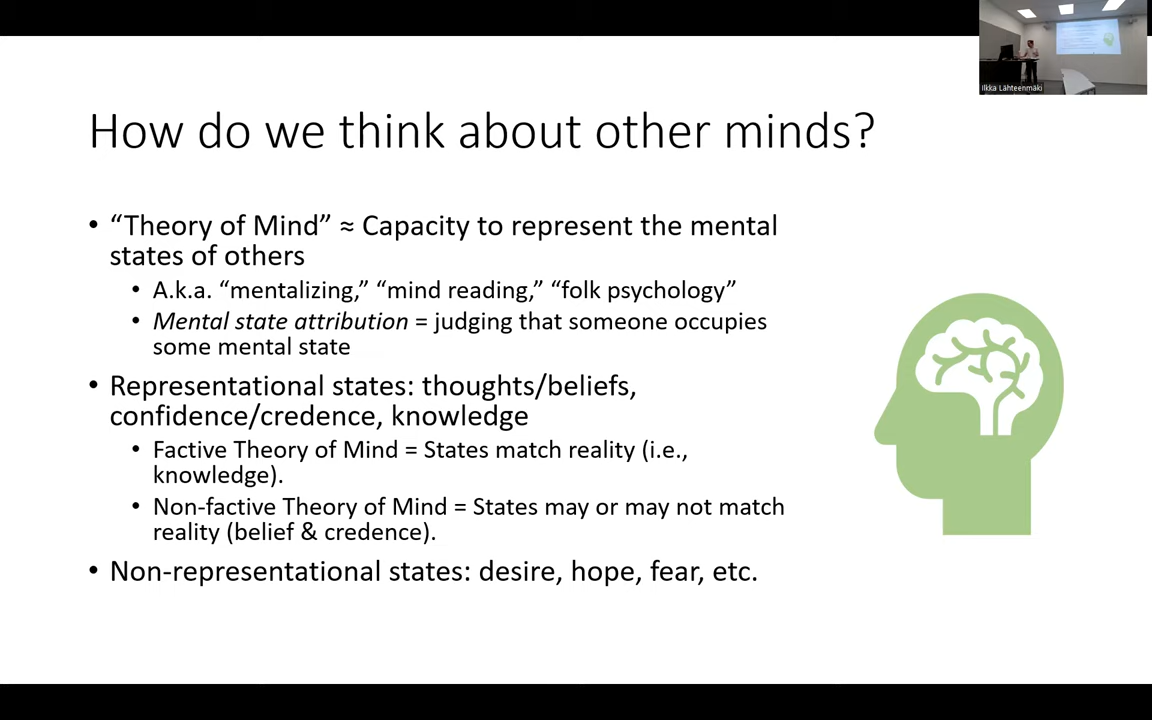 Ilkka Lähteenmäki
How do we think about other minds?
• “Theory of Mind” ≈ Capacity to represent the mental
states of others
• A.k.a. “mentalizing,” “mind reading,” “folk psychology”
• Mental state attribution = judging that someone occupies
some mental state
• Representational states: thoughts/beliefs,
confidence/credence, knowledge
• Factive Theory of Mind = States match reality (i.e.,
knowledge).
• Non-factive Theory of Mind = States may or may not match
reality (belief & credence).
• Non-representational states: desire, hope, fear, etc.